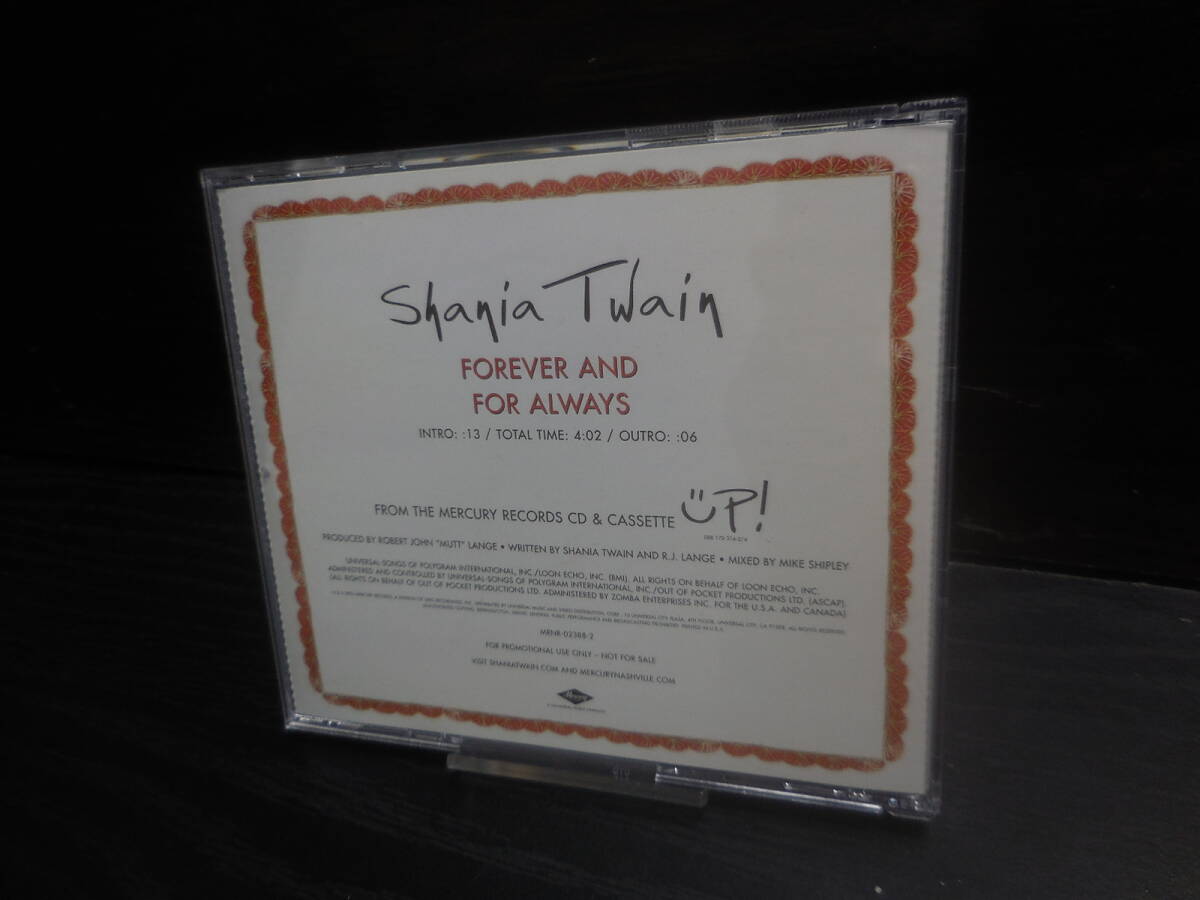 Shania Twain
FOREVER AND
FOR ALWAYS
INTRO: :13 / TOTAL TIME: 4:02 / OUTRO: :06
FROM THE MERCURY RECORDS CD & CASSETTE UP!
PRODUCED BY ROBERT JOHN "MUTT" LANGE • WRITTEN BY SHANIA TWAIN AND R.J. LANGE • MIXED BY MIKE SHIPLEY
UNIVERSAL-SONGS OF POLYGRAM INTERNATIONAL, INC./LOON ECHO, INC. (BMI). ALL RIGHTS ON BEHALF OF LOON ECHO, INC.
ADMINISTERED AND CONTROLLED BY UNIVERSAL-SONGS OF POLYGRAM INTERNATIONAL, INC./OUT OF POCKET PRODUCTIONS LTD. (ASCAP).
(ALL RIGHTS ON BEHALF OF OUT OF POCKET PRODUCTIONS LTD. ADMINISTERED BY ZOMBA ENTERPRISES INC. FOR THE U.S.A. AND CANADA)
MRNR-02388-2
FOR PROMOTIONAL USE ONLY – NOT FOR SALE
VISIT SHANIATWAIN.COM AND MERCURYNASHVILLE.COM
Mercury